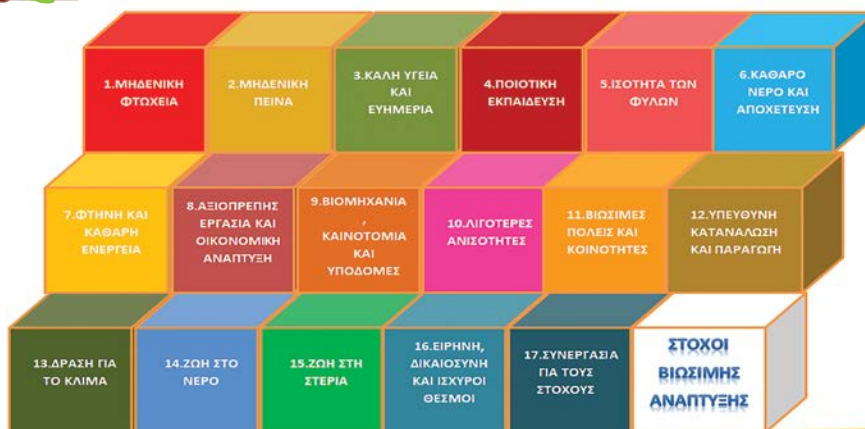 1.ΜΗΔΕΝΙΚΗ
ΦΤΩΧΕΙΑ
2.ΜΗΔΕΝΙΚΗ
ΠΕΙΝΑ
3.ΚΑΛΗ ΥΓΕΙΑ
ΚΑΙ
ΕΥΗΜΕΡΙΑ
4.ΠΟΙΟΤΙΚΗ
ΕΚΠΑΙΔΕΥΣΗ
5.ΙΣΟΤΗΤΑ ΤΩΝ
ΦΥΛΩΝ
6.ΚΑΘΑΡΟ
ΝΕΡΟ ΚΑΙ
ΑΠΟΧΕΤΕΥΣΗ
7.ΦΤΗΝΗ ΚΑΙ
ΚΑΘΑΡΗ
ΕΝΕΡΓΕΙΑ
8.ΑΞΙΟΠΡΕΠΗΣ
ΕΡΓΑΣΙΑ ΚΑΙ
ΟΙΚΟΝΟΜΙΚΗ
ΑΝΑΠΤΥΞΗ
9.ΒΙΟΜΗΧΑΝΙΑ
,
ΚΑΙΝΟΤΟΜΙΑ
ΚΑΙ
ΥΠΟΔΟΜΕΣ
10.ΛΙΓΟΤΕΡΕΣ
ΑΝΙΣΟΤΗΤΕΣ
11.ΒΙΩΣΙΜΕΣ
ΠΟΛΕΙΣ ΚΑΙ
ΚΟΙΝΟΤΗΤΕΣ
12.ΥΠΕΥΘΥΝΗ
ΚΑΤΑΝΑΛΩΣΗ
ΚΑΙ ΠΑΡΑΓΩΓΗ
13.ΔΡΑΣΗ ΓΙΑ
ΤΟ ΚΛΙΜΑ
14.ΖΩΗ ΣΤΟ
ΝΕΡΟ
15.ΖΩΗ ΣΤΗ
ΣΤΕΡΙΑ
16.ΕΙΡΗΝΗ,
ΔΙΚΑΙΟΣΥΝΗ
ΚΑΙ ΙΣΧΥΡΟΙ
ΘΕΣΜΟΙ
17.ΣΥΝΕΡΓΑΣΙΑ
ΓΙΑ ΤΟΥΣ
ΣΤΟΧΟΥΣ
ΣΤΟΧΟΙ
ΒΙΩΣΙΜΗΣ
ΑΝΑΠΤΥΞΗΣ